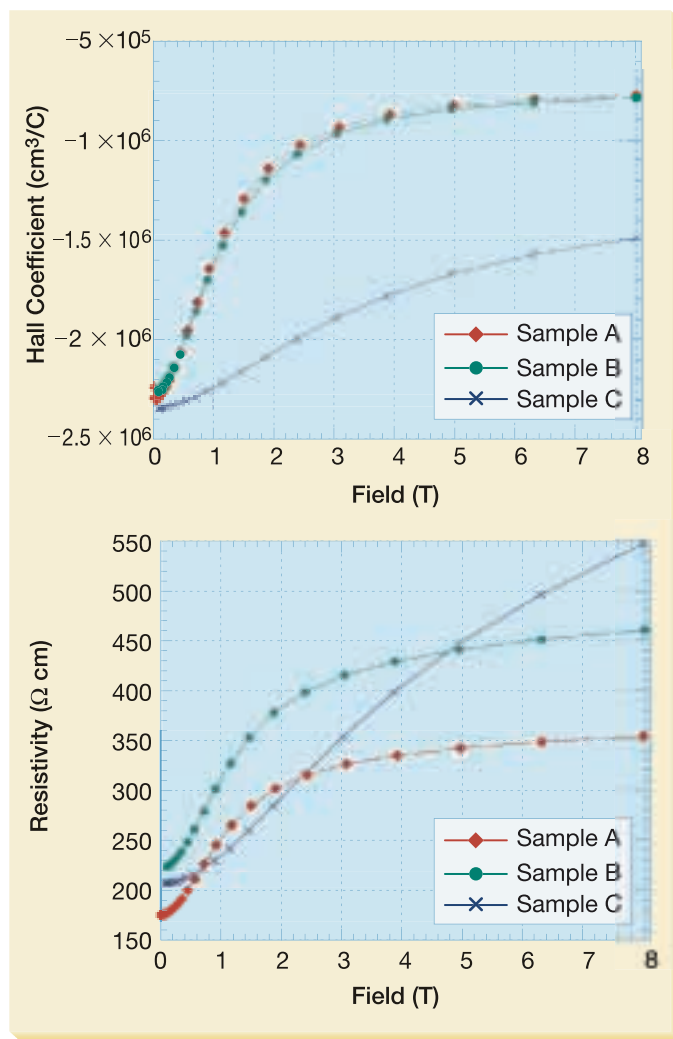 −5 ×10⁵
−1 ×10⁶
−1.5 ×10⁶
−2 × 10⁶
−2.5 × 10⁶
Hall Coefficient (cm³/C)
Sample A
Sample B
Sample C
0 1 2 3 4 5 6 7 8
Field (T)
550
500
450
400
350
300
250
200
150
Resistivity (Ω cm)
Sample A
Sample B
Sample C
0 1 2 3 4 5 6 7 8
Field (T)